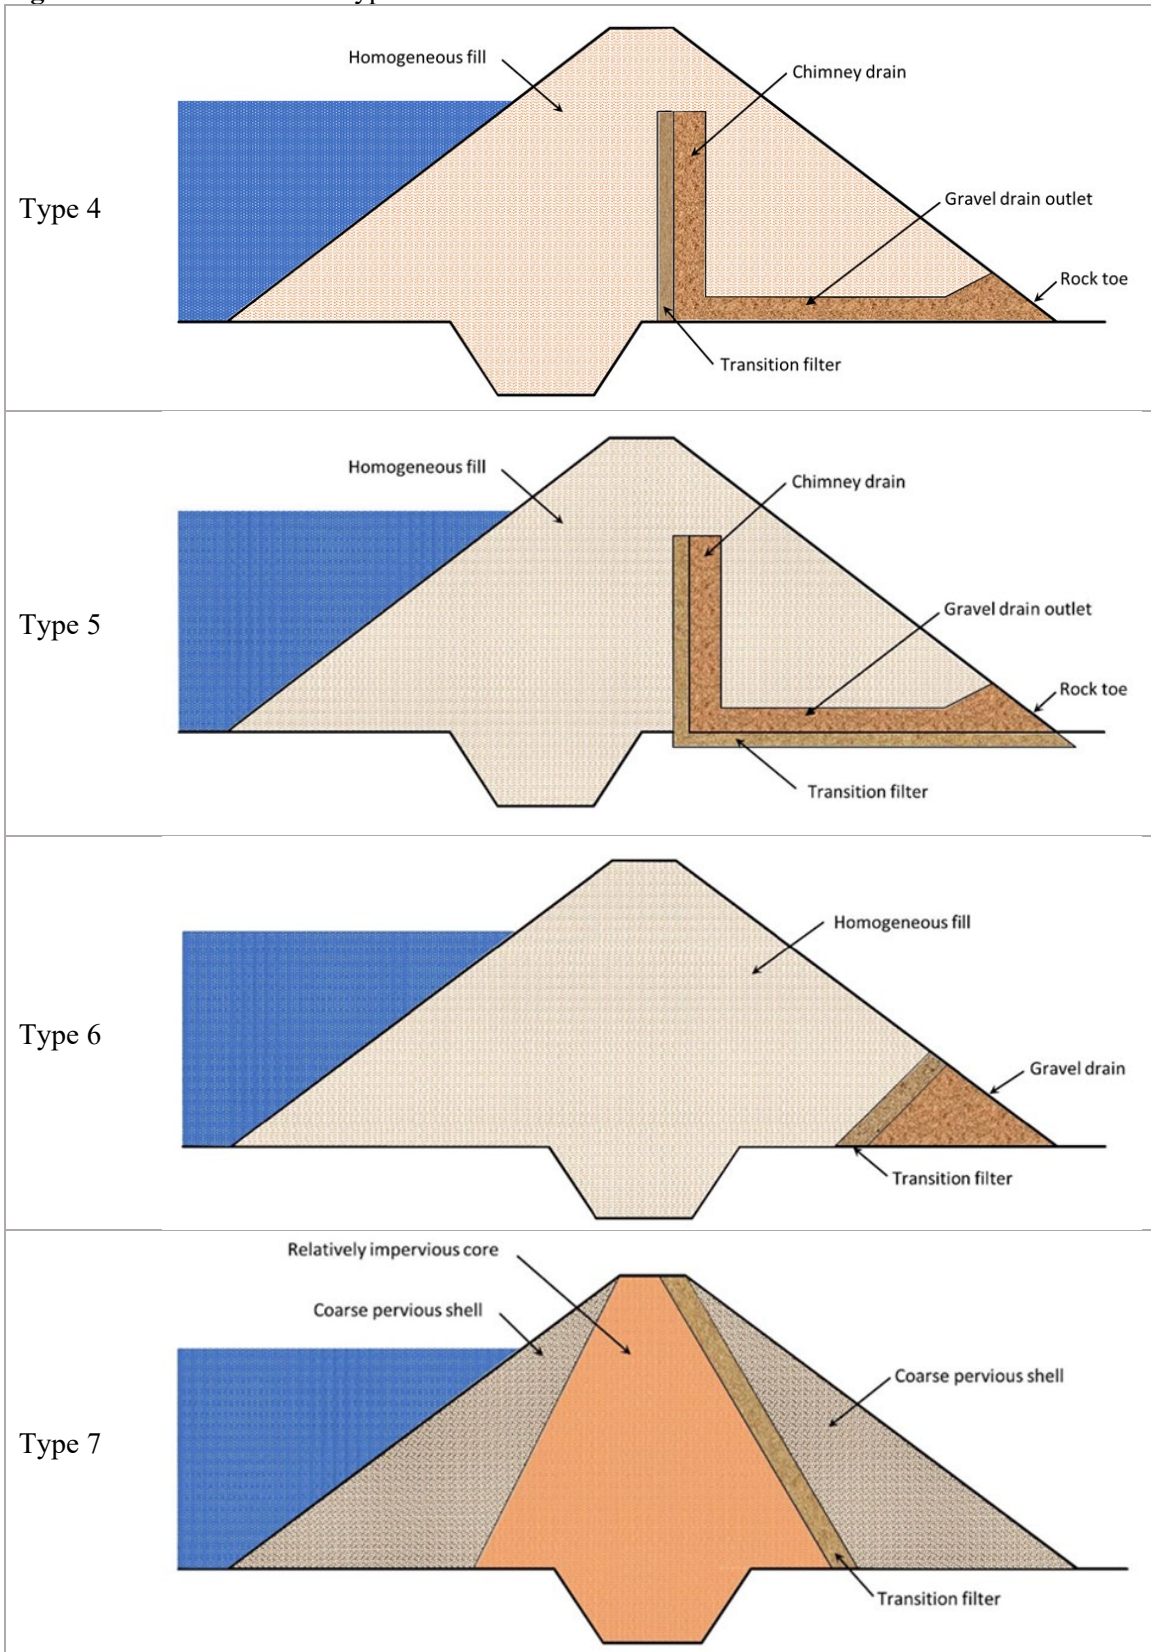 Type 4
Homogeneous fill
Chimney drain
Gravel drain outlet
Rock toe
Transition filter
Type 5
Homogeneous fill
Chimney drain
Gravel drain outlet
Rock toe
Transition filter
Type 6
Homogeneous fill
Gravel drain
Transition filter
Type 7
Relatively impervious core
Coarse pervious shell
Coarse pervious shell
Transition filter